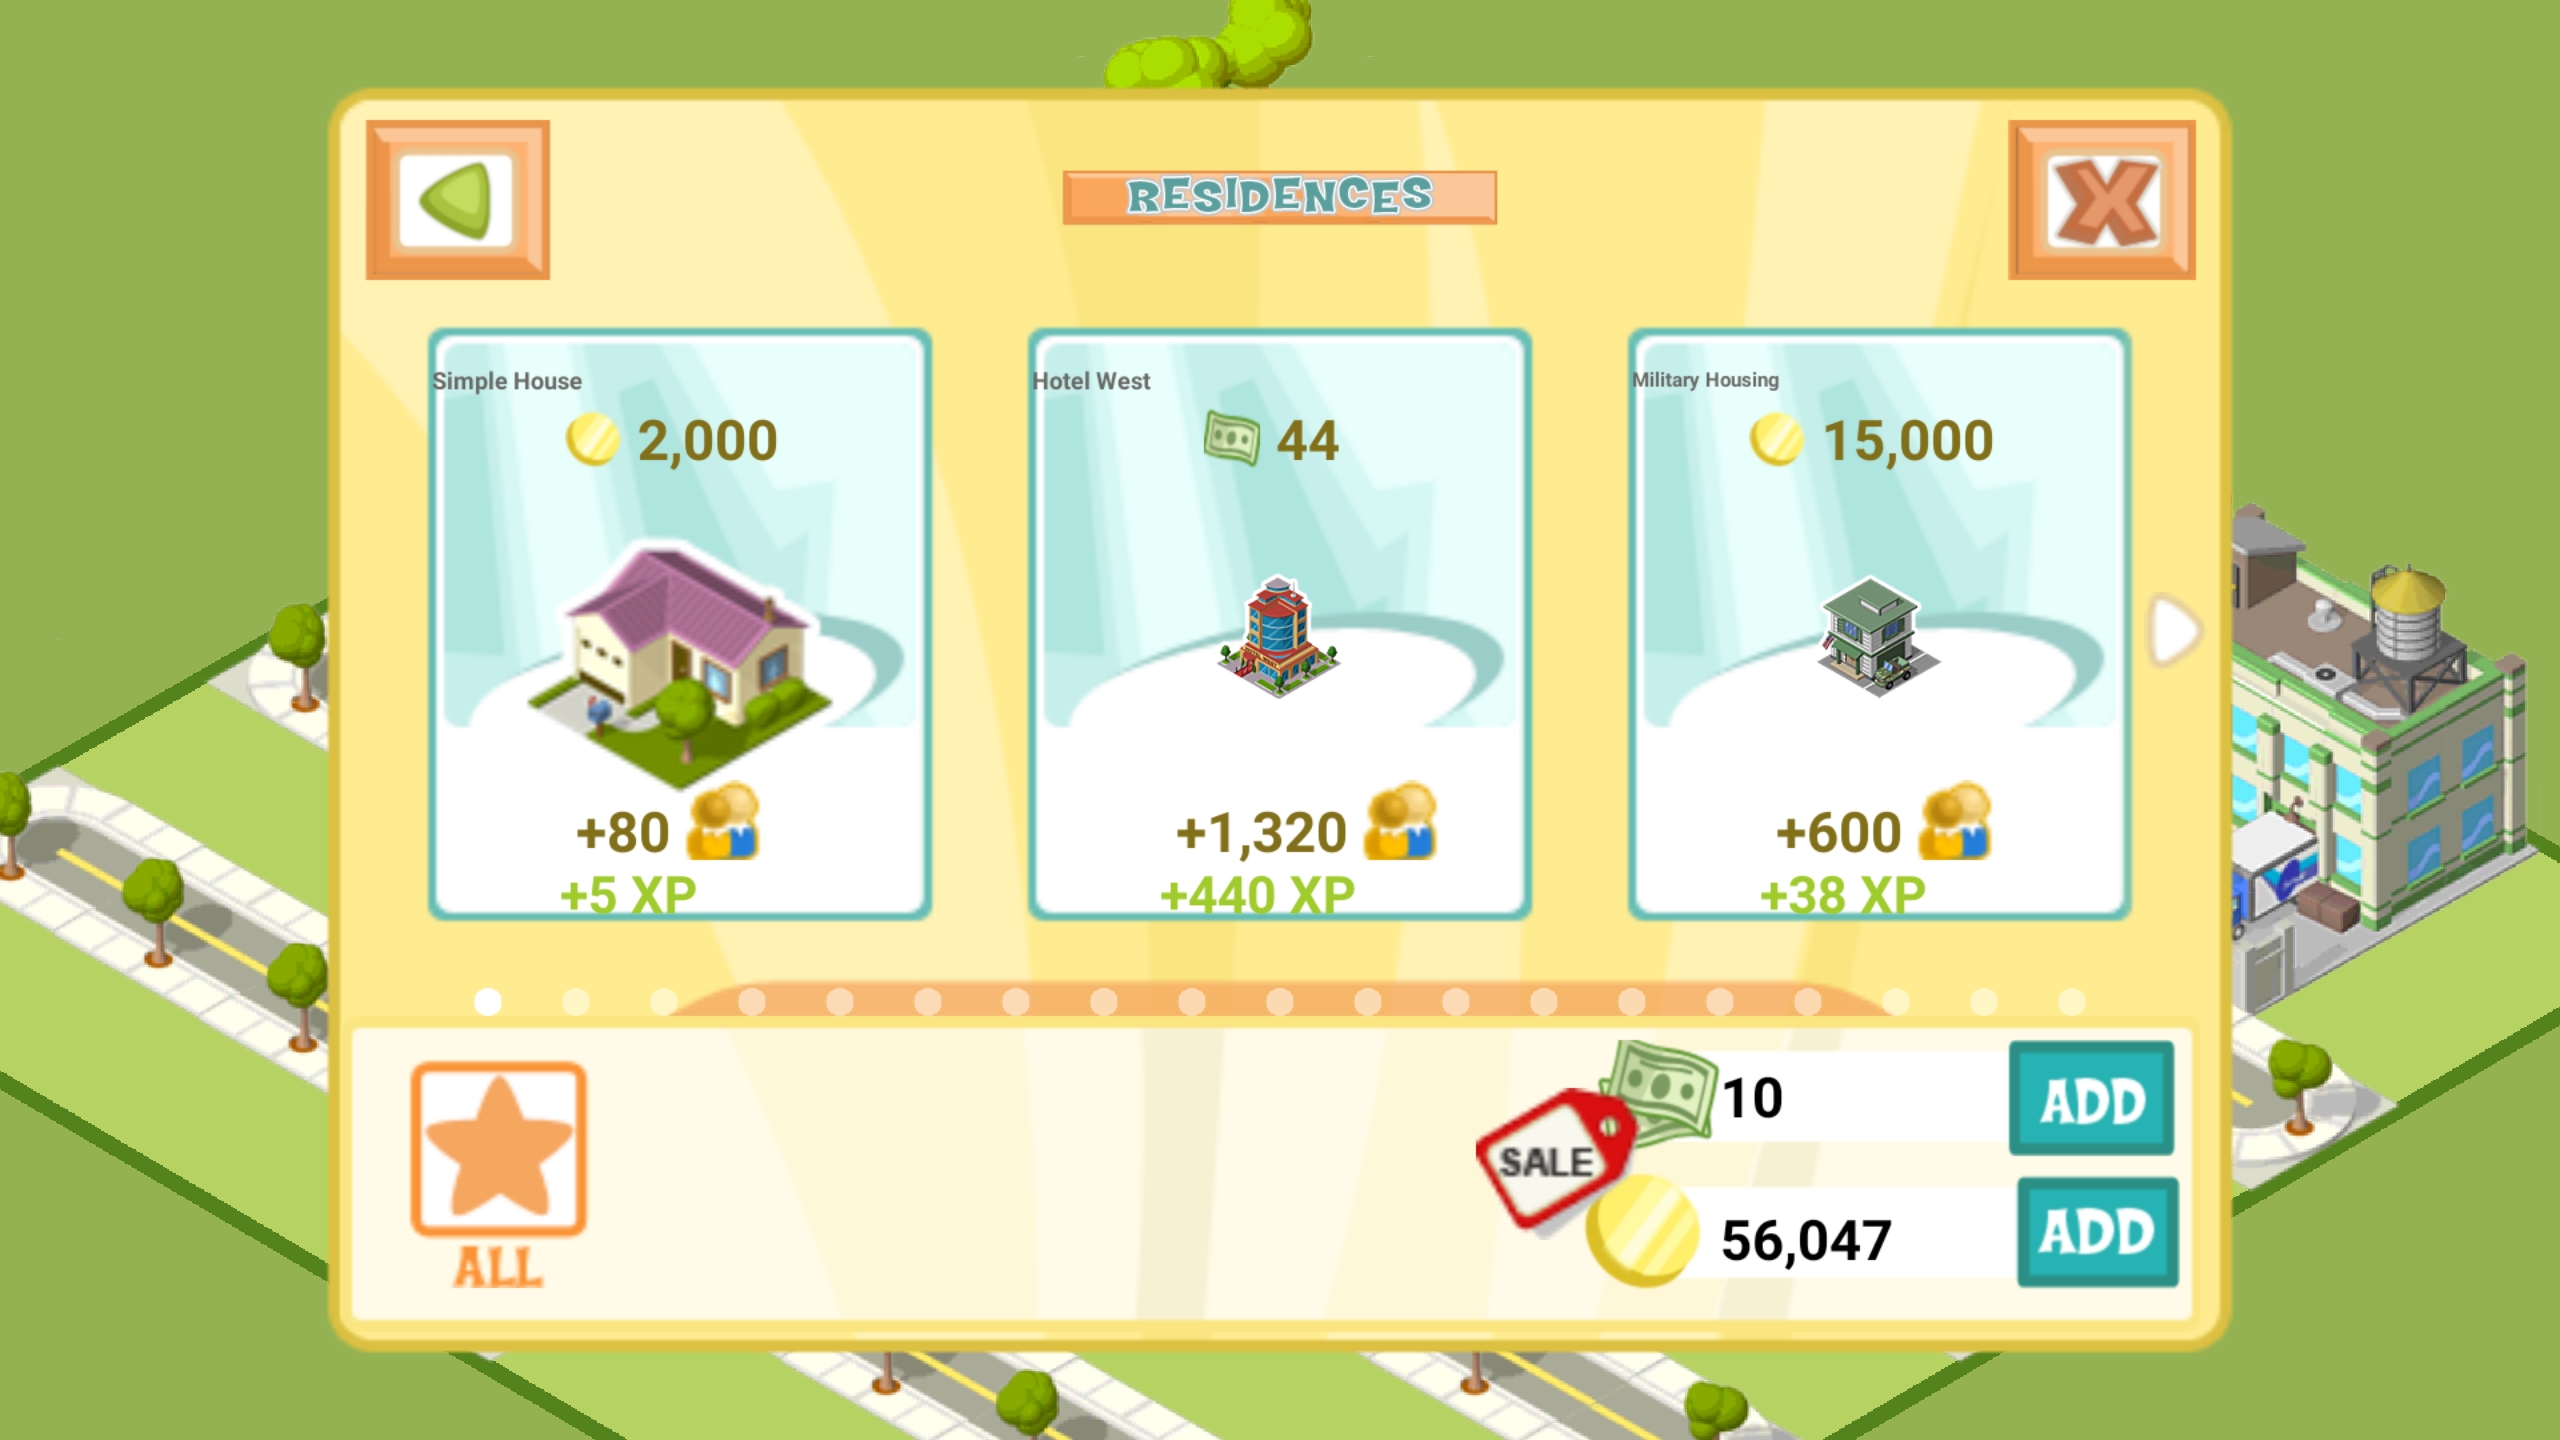 RESIDENCES
Simple House
2,000
+80
+5 XP
Hotel West
44
+1,320
+440 XP
Military Housing
15,000
+600
+38 XP
ALL
SALE
10
ADD
56,047
ADD